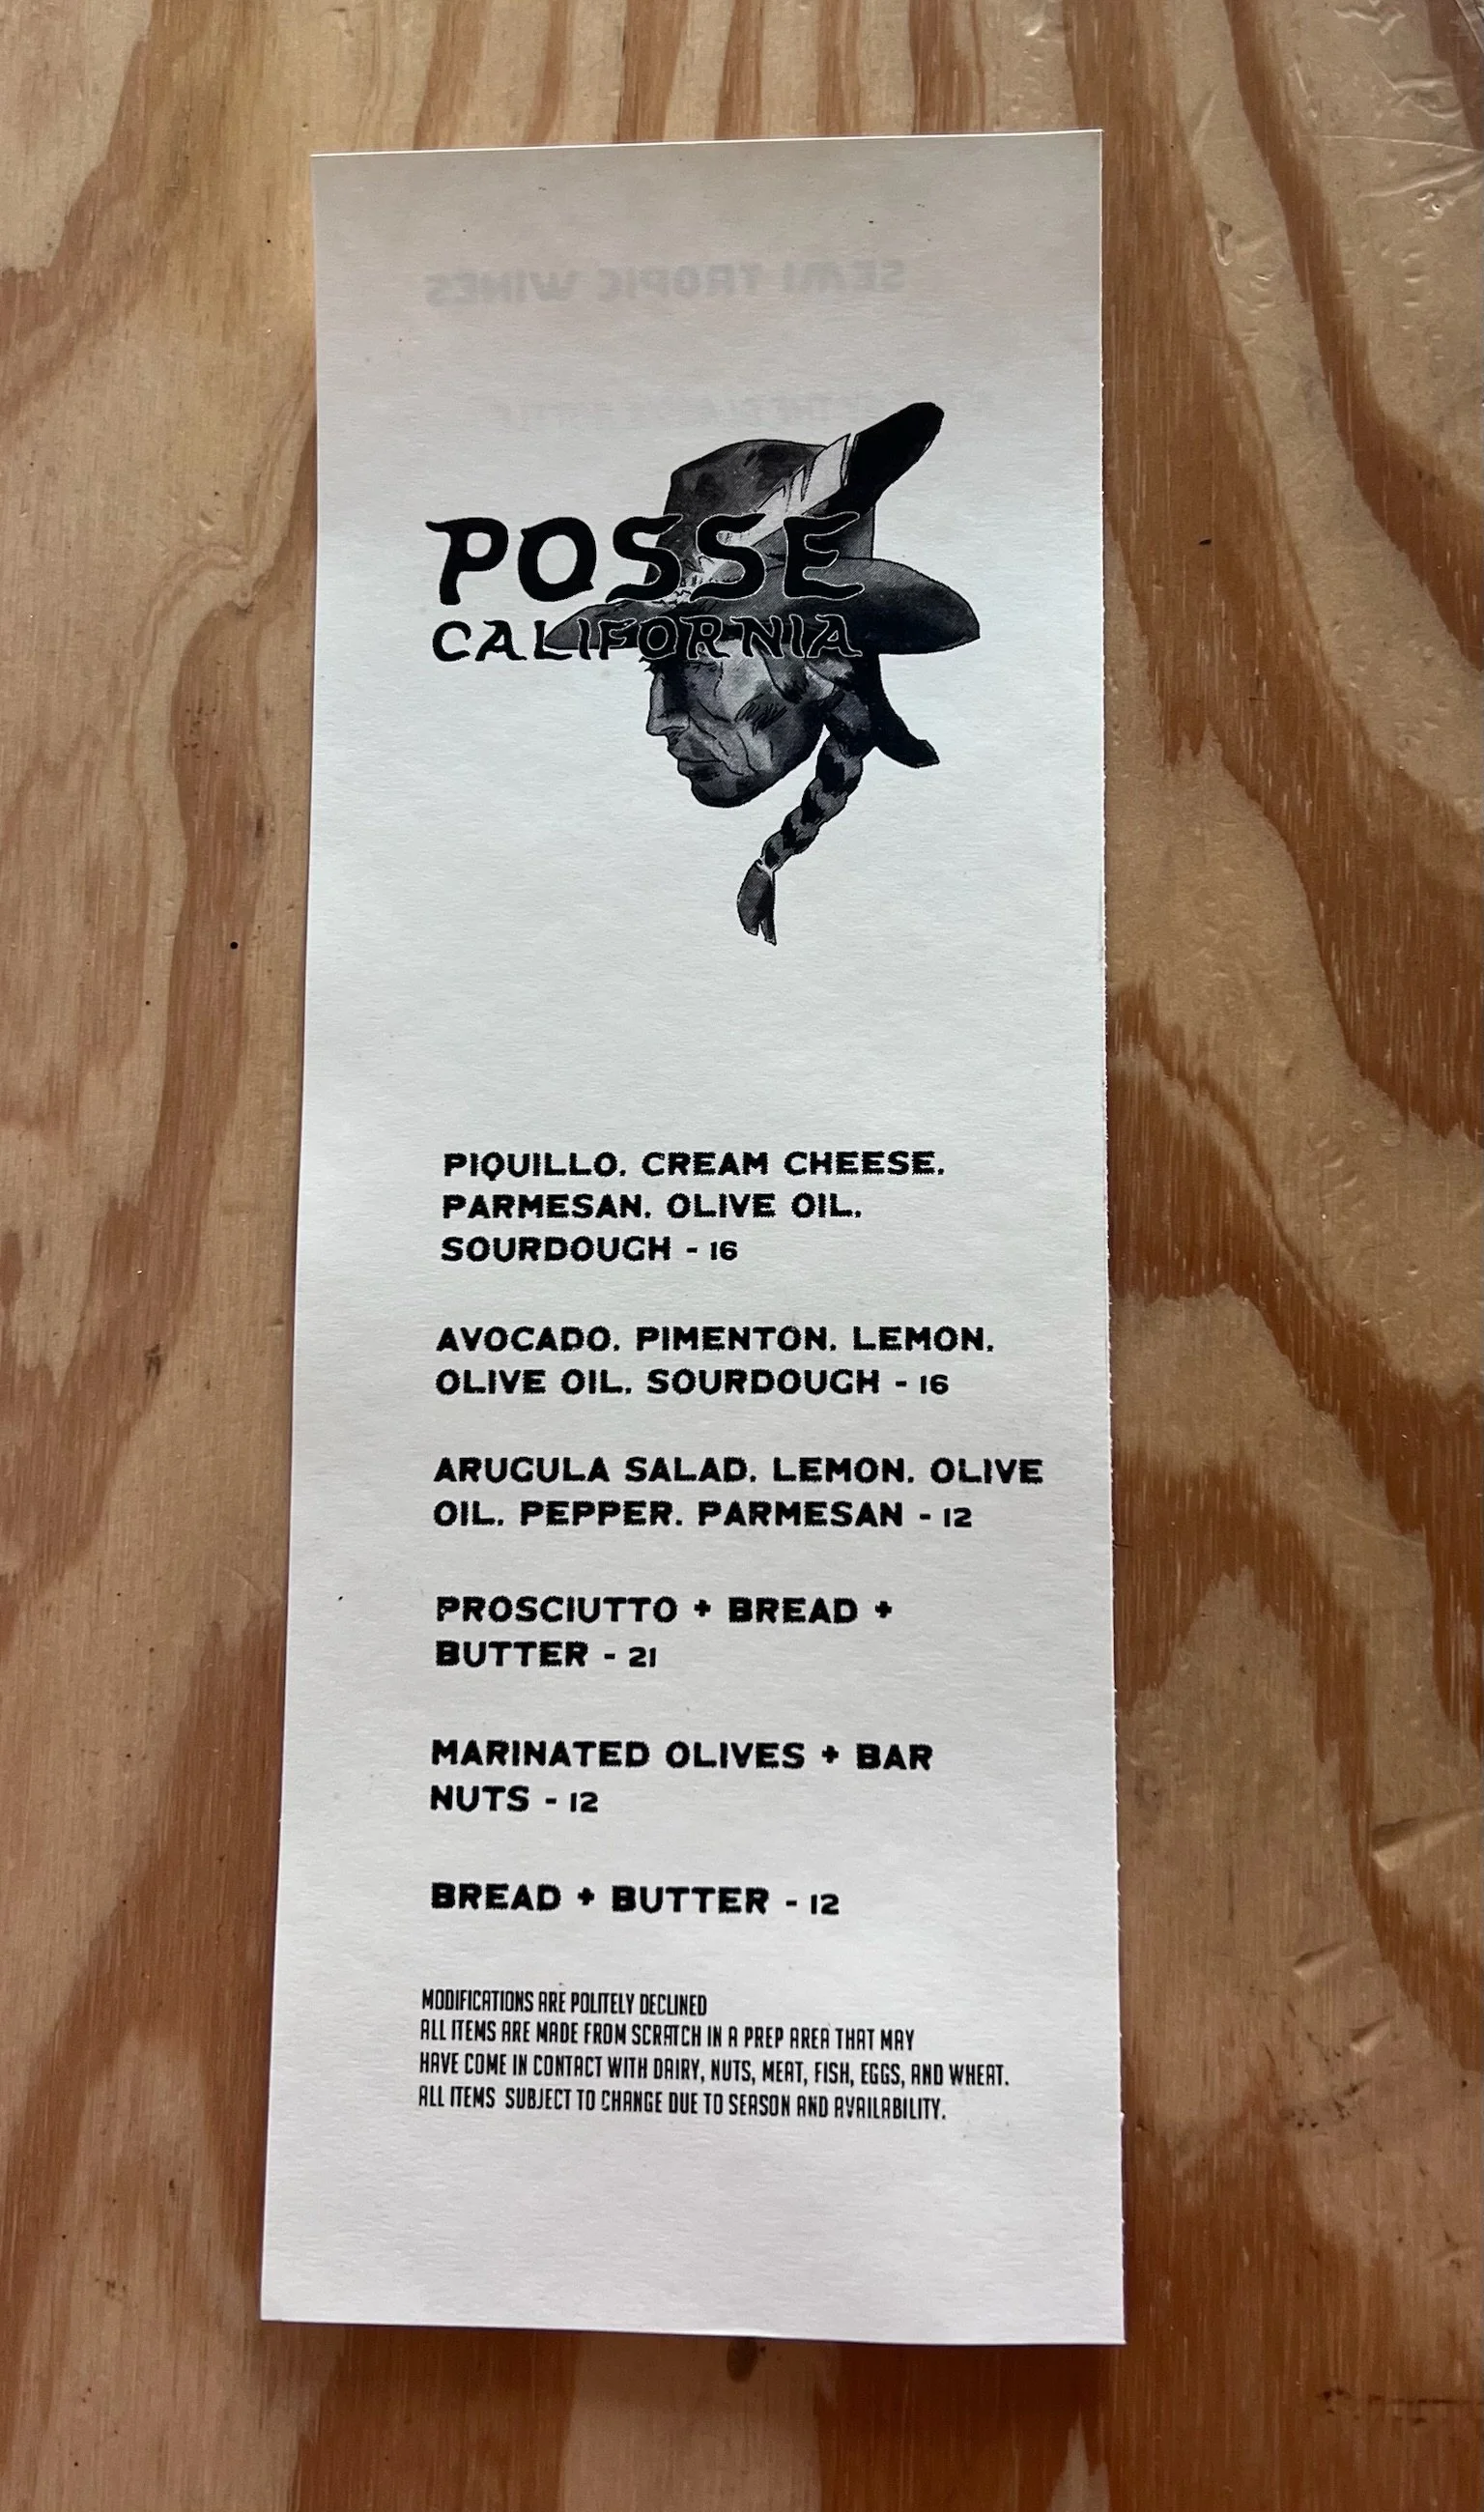 SEMI TROPIC WINES
POSSE
CALIFORNIA
PIQUILLO. CREAM CHEESE.
PARMESAN. OLIVE OIL.
SOURDOUGH - 16
AVOCADO. PIMENTON. LEMON.
OLIVE OIL. SOURDOUGH - 16
ARUGULA SALAD. LEMON. OLIVE
OIL. PEPPER. PARMESAN - 12
PROSCIUTTO + BREAD +
BUTTER - 21
MARINATED OLIVES + BAR
NUTS - 12
BREAD + BUTTER - 12
MODIFICATIONS ARE POLITELY DECLINED
ALL ITEMS ARE MADE FROM SCRATCH IN A PREP AREA THAT MAY
HAVE COME IN CONTACT WITH DAIRY, NUTS, MEAT, FISH, EGGS, AND WHEAT.
ALL ITEMS SUBJECT TO CHANGE DUE TO SEASON AND AVAILABILITY.